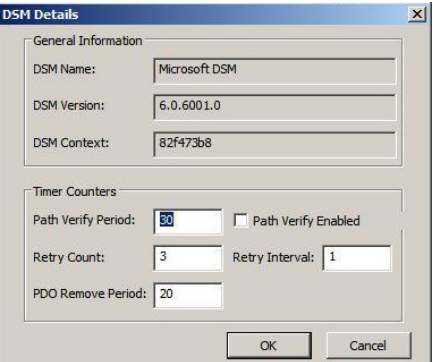 DSM Details
General Information
DSM Name: Microsoft DSM
DSM Version: 6.0.6001.0
DSM Context: 82f473b8
Timer Counters
Path Verify Period: 30 Path Verify Enabled
Retry Count: 3 Retry Interval: 1
PDO Remove Period: 20
OK Cancel